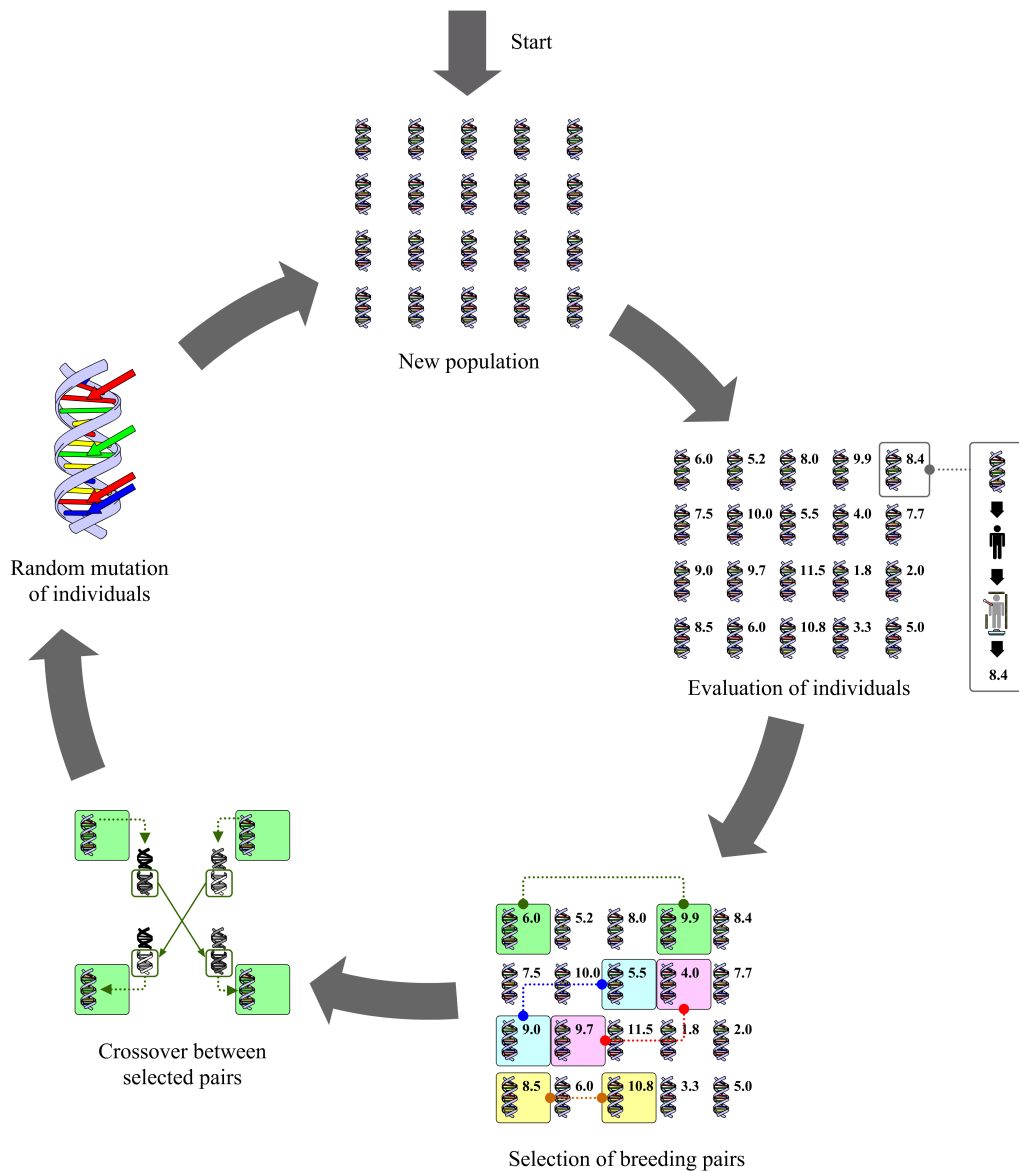 Start
New population
6.0 5.2 8.0 9.9 8.4
7.5 10.0 5.5 4.0 7.7
9.0 9.7 11.5 1.8 2.0
8.5 6.0 10.8 3.3 5.0
8.4
Evaluation of individuals
Random mutation
of individuals
6.0 5.2 8.0 9.9 8.4
7.5 10.0 5.5 4.0 7.7
9.0 9.7 11.5 1.8 2.0
8.5 6.0 10.8 3.3 5.0
Selection of breeding pairs
Crossover between
selected pairs